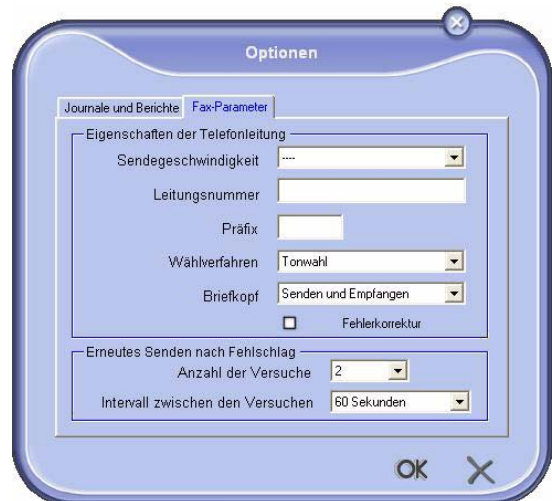 Optionen
Journale und Berichte Fax-Parameter
Eigenschaften der Telefonleitung
Sendegeschwindigkeit ----
Leitungsnummer
Präfix
Wählverfahren Tonwahl
Briefkopf Senden und Empfangen
Fehlerkorrektur
Erneutes Senden nach Fehlschlag
Anzahl der Versuche 2
Intervall zwischen den Versuchen 60 Sekunden
OK